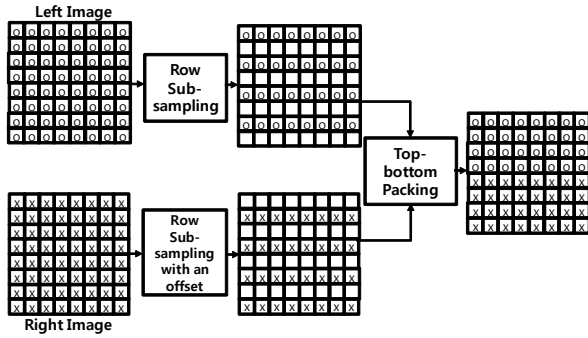 Left Image
Row
Sub-
sampling
Top-
bottom
Packing
Row
Sub-
sampling
with an
offset
Right Image